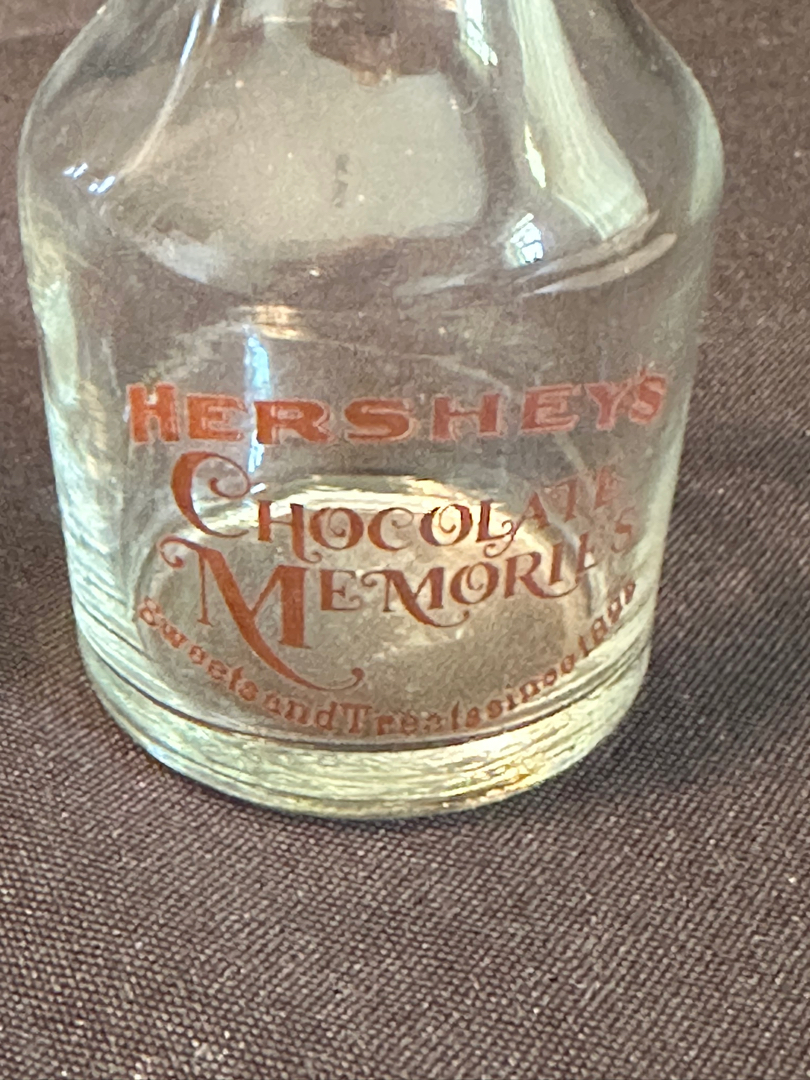 HERSHEY'S
CHOCOLATE
MEMORIES
Sweets and Treats since